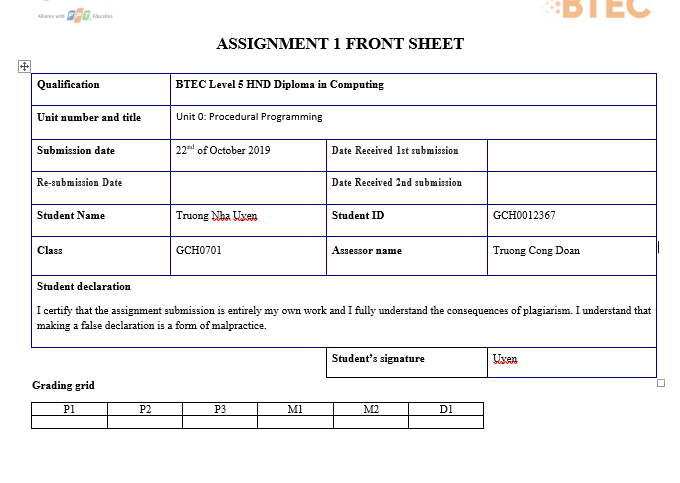 Alliance with FPT Education
BTEC
ASSIGNMENT 1 FRONT SHEET
Qualification BTEC Level 5 HND Diploma in Computing
Unit number and title Unit 0: Procedural Programming
Submission date 22nd of October 2019 Date Received 1st submission
Re-submission Date Date Received 2nd submission
Student Name Truong Nha Uyen Student ID GCH0012367
Class GCH0701 Assessor name Truong Cong Doan
Student declaration
I certify that the assignment submission is entirely my own work and I fully understand the consequences of plagiarism. I understand that
making a false declaration is a form of malpractice.
Student's signature Uyen
Grading grid
P1 P2 P3 M1 M2 D1